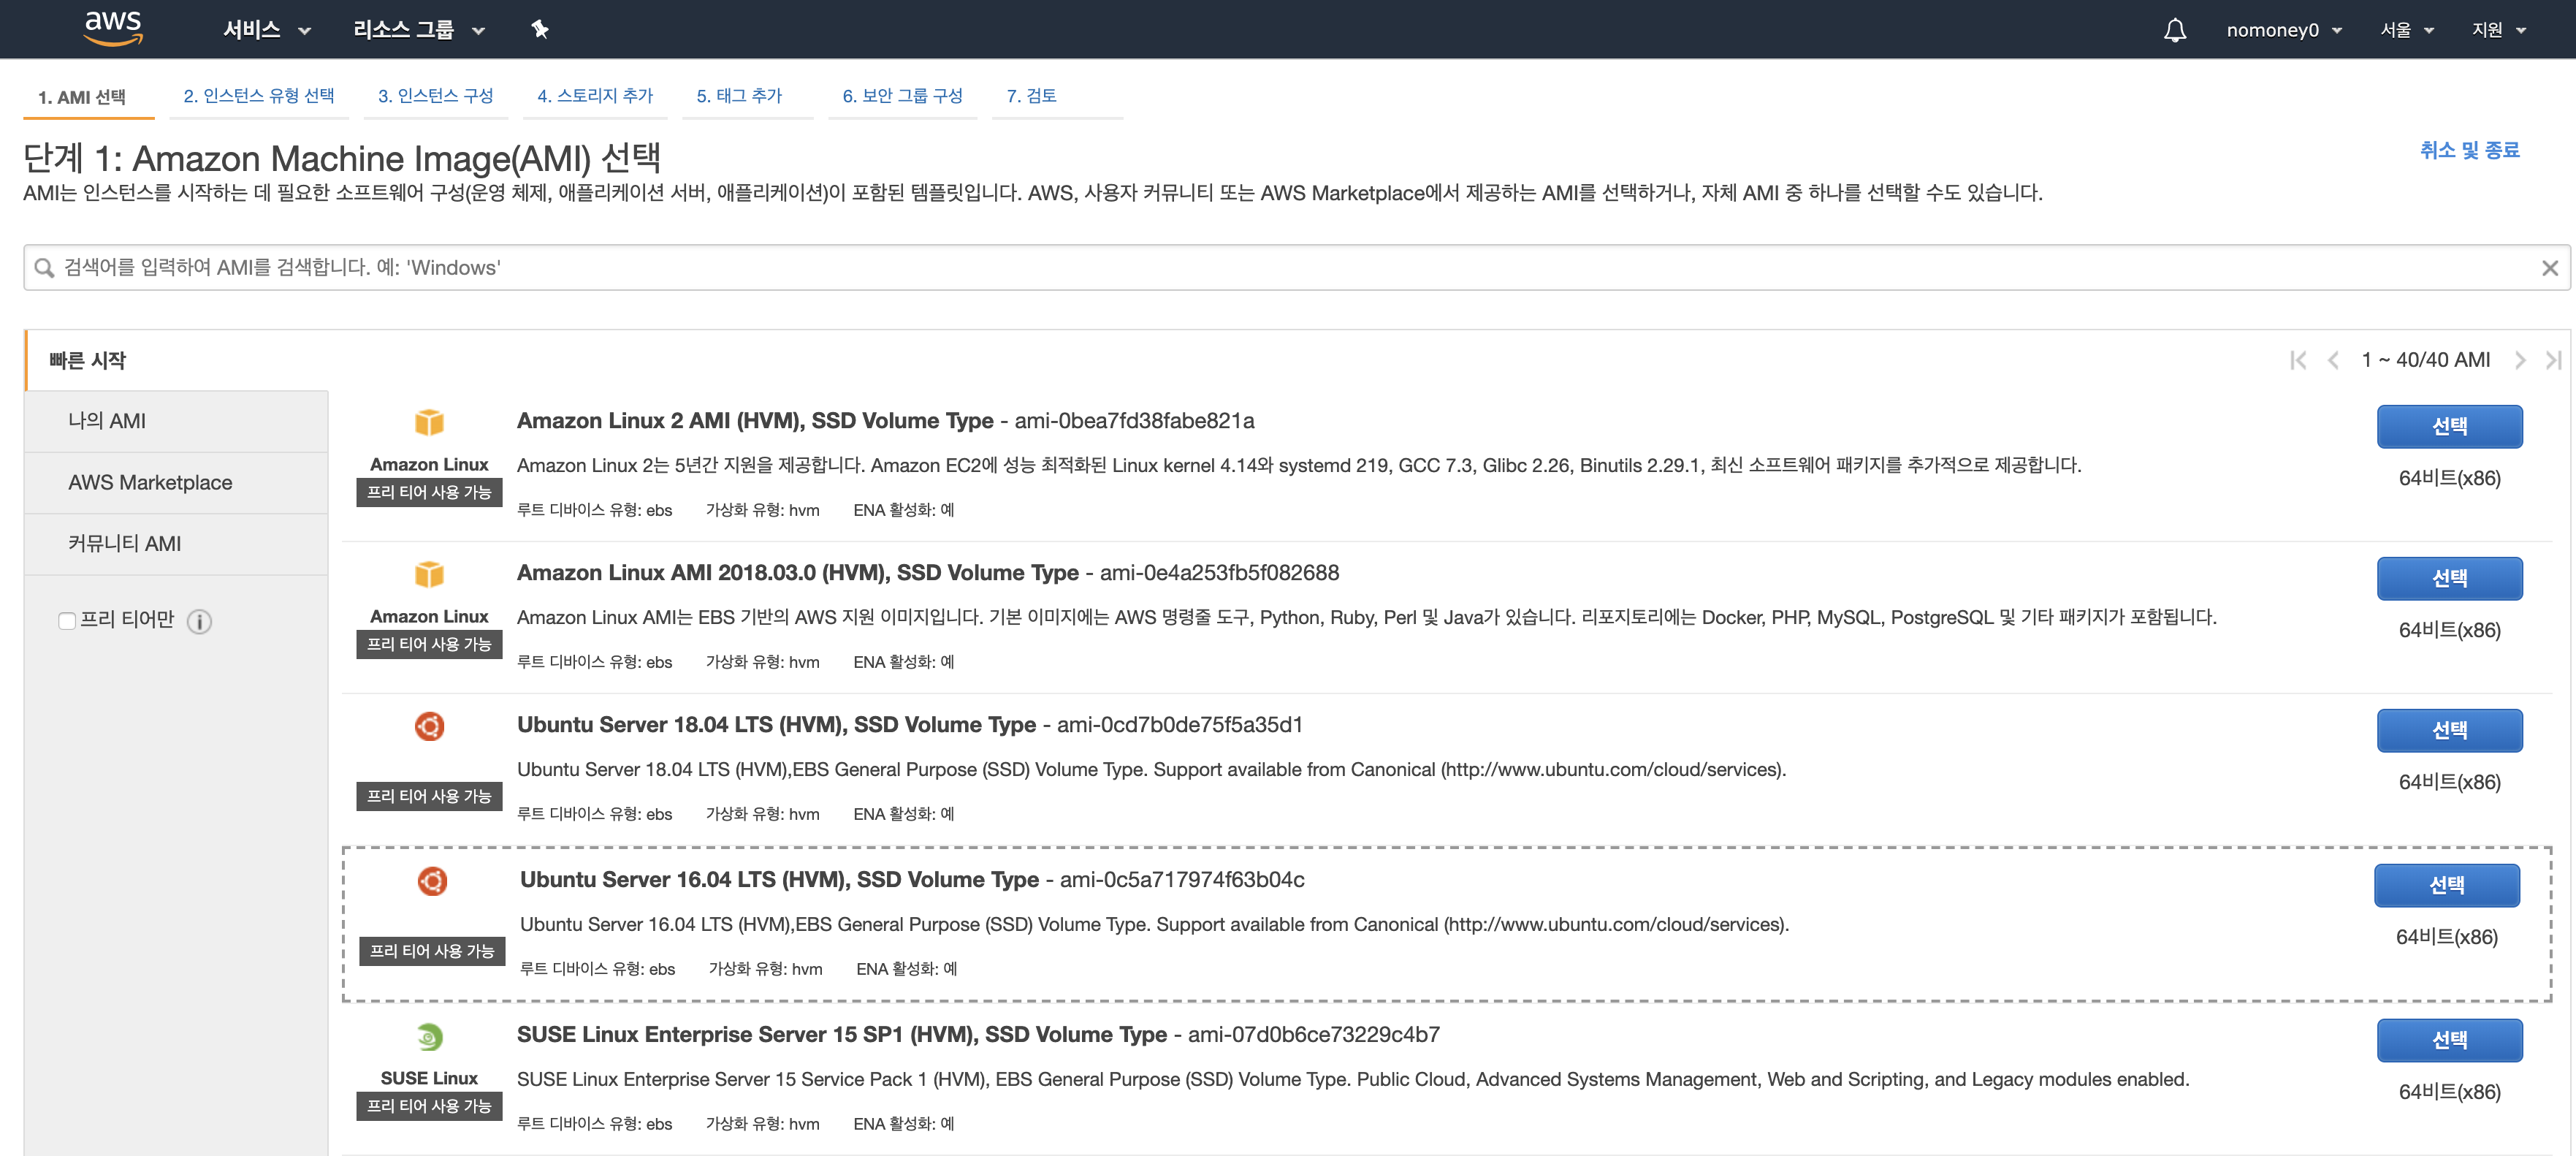 aws 서비스 리소스 그룹 nomoney0 서울 지원
1. AMI 선택 2. 인스턴스 유형 선택 3. 인스턴스 구성 4. 스토리지 추가 5. 태그 추가 6. 보안 그룹 구성 7. 검토
단계 1: Amazon Machine Image(AMI) 선택
취소 및 종료
AMI는 인스턴스를 시작하는 데 필요한 소프트웨어 구성(운영 체제, 애플리케이션 서버, 애플리케이션)이 포함된 템플릿입니다. AWS, 사용자 커뮤니티 또는 AWS Marketplace에서 제공하는 AMI를 선택하거나, 자체 AMI 중 하나를 선택할 수도 있습니다.
검색어를 입력하여 AMI를 검색합니다. 예: 'Windows'
빠른 시작
1 ~ 40/40 AMI
나의 AMI
AWS Marketplace
커뮤니티 AMI
프리 티어만
Amazon Linux
프리 티어 사용 가능
Amazon Linux 2 AMI (HVM), SSD Volume Type - ami-0bea7fd38fabe821a
Amazon Linux 2는 5년간 지원을 제공합니다. Amazon EC2에 성능 최적화된 Linux kernel 4.14와 systemd 219, GCC 7.3, Glibc 2.26, Binutils 2.29.1, 최신 소프트웨어 패키지를 추가적으로 제공합니다.
루트 디바이스 유형: ebs 가상화 유형: hvm ENA 활성화: 예
선택
64비트(x86)
Amazon Linux
프리 티어 사용 가능
Amazon Linux AMI 2018.03.0 (HVM), SSD Volume Type - ami-0e4a253fb5f082688
Amazon Linux AMI는 EBS 기반의 AWS 지원 이미지입니다. 기본 이미지에는 AWS 명령줄 도구, Python, Ruby, Perl 및 Java가 있습니다. 리포지토리에는 Docker, PHP, MySQL, PostgreSQL 및 기타 패키지가 포함됩니다.
루트 디바이스 유형: ebs 가상화 유형: hvm ENA 활성화: 예
선택
64비트(x86)
프리 티어 사용 가능
Ubuntu Server 18.04 LTS (HVM), SSD Volume Type - ami-0cd7b0de75f5a35d1
Ubuntu Server 18.04 LTS (HVM),EBS General Purpose (SSD) Volume Type. Support available from Canonical (http://www.ubuntu.com/cloud/services).
루트 디바이스 유형: ebs 가상화 유형: hvm ENA 활성화: 예
선택
64비트(x86)
프리 티어 사용 가능
Ubuntu Server 16.04 LTS (HVM), SSD Volume Type - ami-0c5a717974f63b04c
Ubuntu Server 16.04 LTS (HVM),EBS General Purpose (SSD) Volume Type. Support available from Canonical (http://www.ubuntu.com/cloud/services).
루트 디바이스 유형: ebs 가상화 유형: hvm ENA 활성화: 예
선택
64비트(x86)
SUSE Linux
프리 티어 사용 가능
SUSE Linux Enterprise Server 15 SP1 (HVM), SSD Volume Type - ami-07d0b6ce73229c4b7
SUSE Linux Enterprise Server 15 Service Pack 1 (HVM), EBS General Purpose (SSD) Volume Type. Public Cloud, Advanced Systems Management, Web and Scripting, and Legacy modules enabled.
루트 디바이스 유형: ebs 가상화 유형: hvm ENA 활성화: 예
선택
64비트(x86)